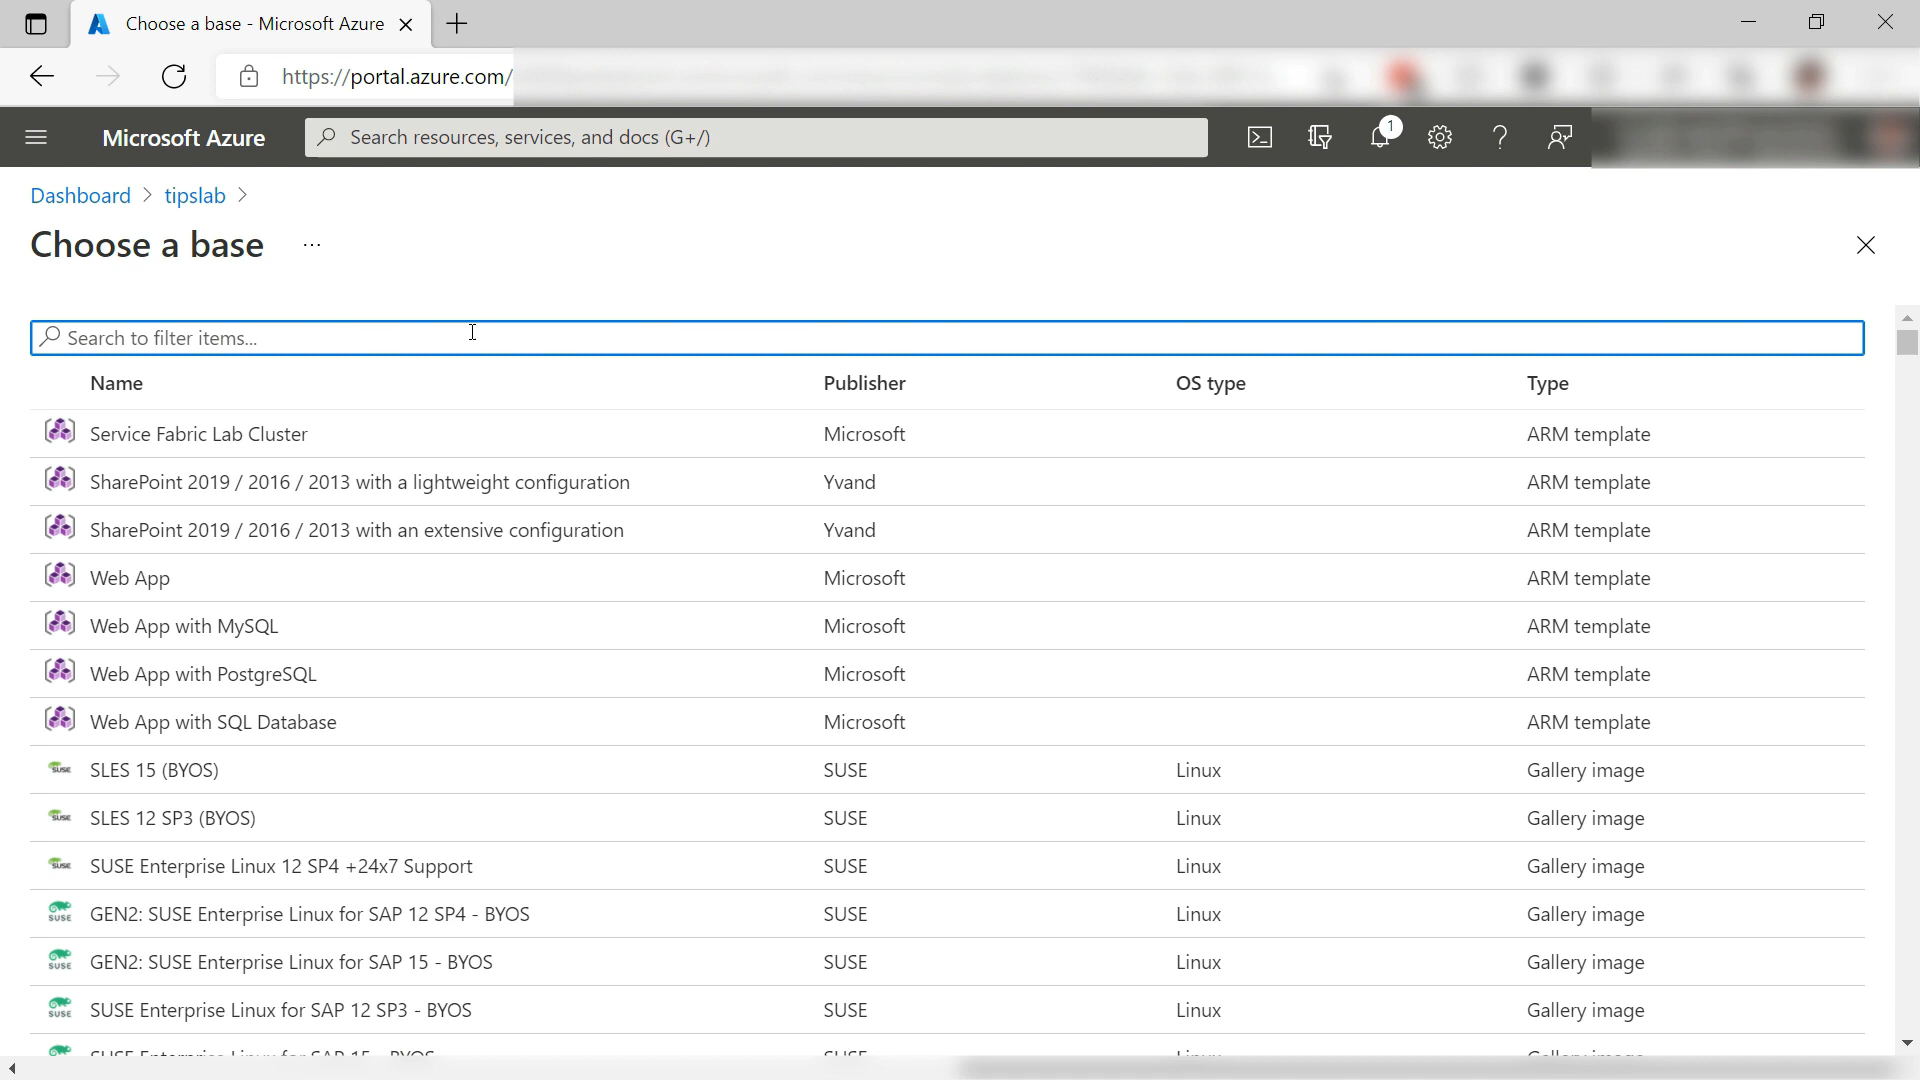 Choose a base - Microsoft Azure
https://portal.azure.com/
Microsoft Azure
Search resources, services, and docs (G+/)
1
Dashboard > tipslab >
Choose a base ...
Search to filter items...
Name Publisher OS type Type
Service Fabric Lab Cluster Microsoft ARM template
SharePoint 2019 / 2016 / 2013 with a lightweight configuration Yvand ARM template
SharePoint 2019 / 2016 / 2013 with an extensive configuration Yvand ARM template
Web App Microsoft ARM template
Web App with MySQL Microsoft ARM template
Web App with PostgreSQL Microsoft ARM template
Web App with SQL Database Microsoft ARM template
SUSE SLES 15 (BYOS) SUSE Linux Gallery image
SUSE SLES 12 SP3 (BYOS) SUSE Linux Gallery image
SUSE SUSE Enterprise Linux 12 SP4 +24x7 Support SUSE Linux Gallery image
SUSE GEN2: SUSE Enterprise Linux for SAP 12 SP4 - BYOS SUSE Linux Gallery image
SUSE GEN2: SUSE Enterprise Linux for SAP 15 - BYOS SUSE Linux Gallery image
SUSE SUSE Enterprise Linux for SAP 12 SP3 - BYOS SUSE Linux Gallery image